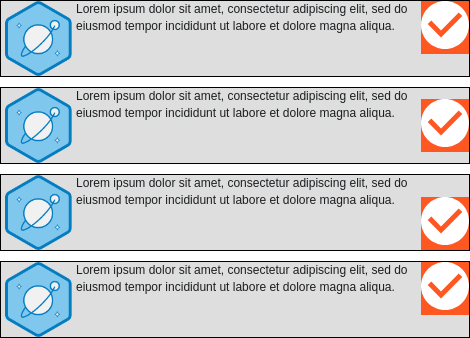 Lorem ipsum dolor sit amet, consectetur adipiscing elit, sed do
eiusmod tempor incididunt ut labore et dolore magna aliqua.
Lorem ipsum dolor sit amet, consectetur adipiscing elit, sed do
eiusmod tempor incididunt ut labore et dolore magna aliqua.
Lorem ipsum dolor sit amet, consectetur adipiscing elit, sed do
eiusmod tempor incididunt ut labore et dolore magna aliqua.
Lorem ipsum dolor sit amet, consectetur adipiscing elit, sed do
eiusmod tempor incididunt ut labore et dolore magna aliqua.